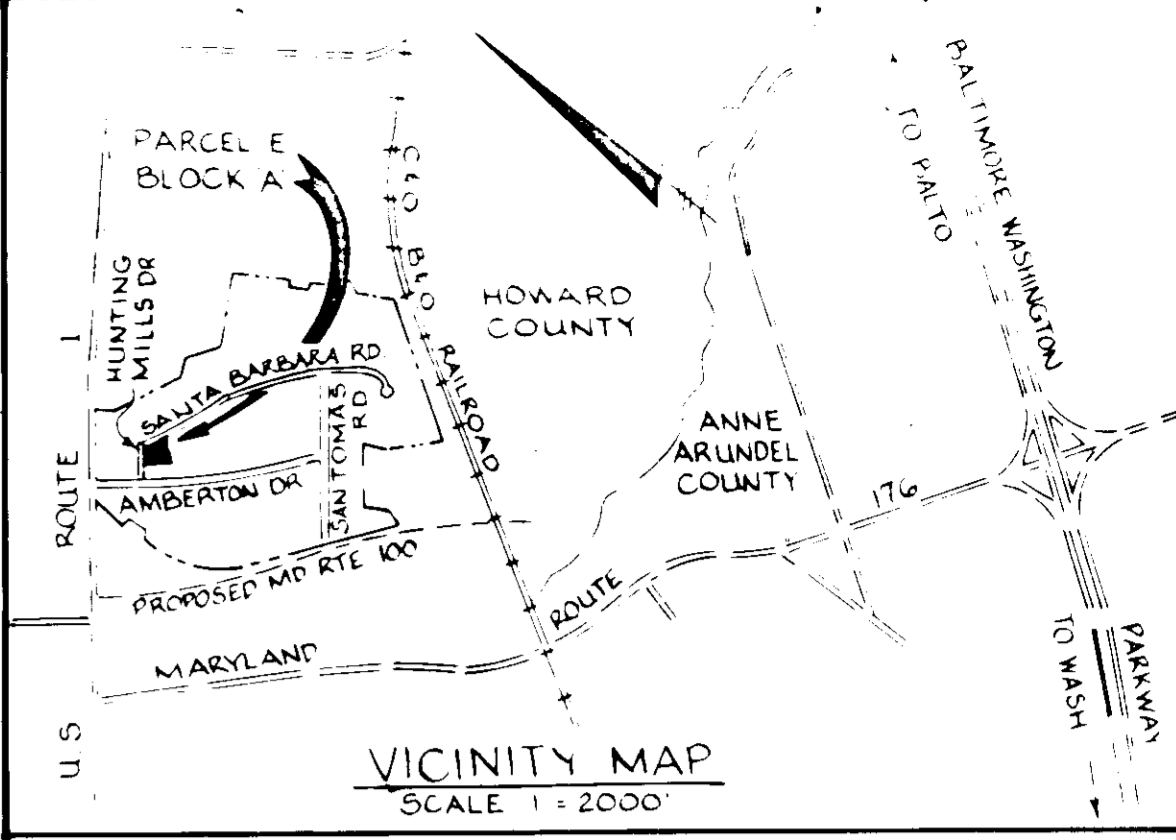 PARCEL E
BLOCK A
HUNTING
MILLS DR
SANTA BARBARA RD
SAN TOMAS
RD
AMBERTON DR
PROPOSED MD RTE 100
MARYLAND ROUTE 176
U.S ROUTE 1
C&O B&O RAILROAD
HOWARD
COUNTY
ANNE
ARUNDEL
COUNTY
BALTIMORE WASHINGTON
PARKWAY
TO BALTO
TO WASH
VICINITY MAP
SCALE 1 = 2000'